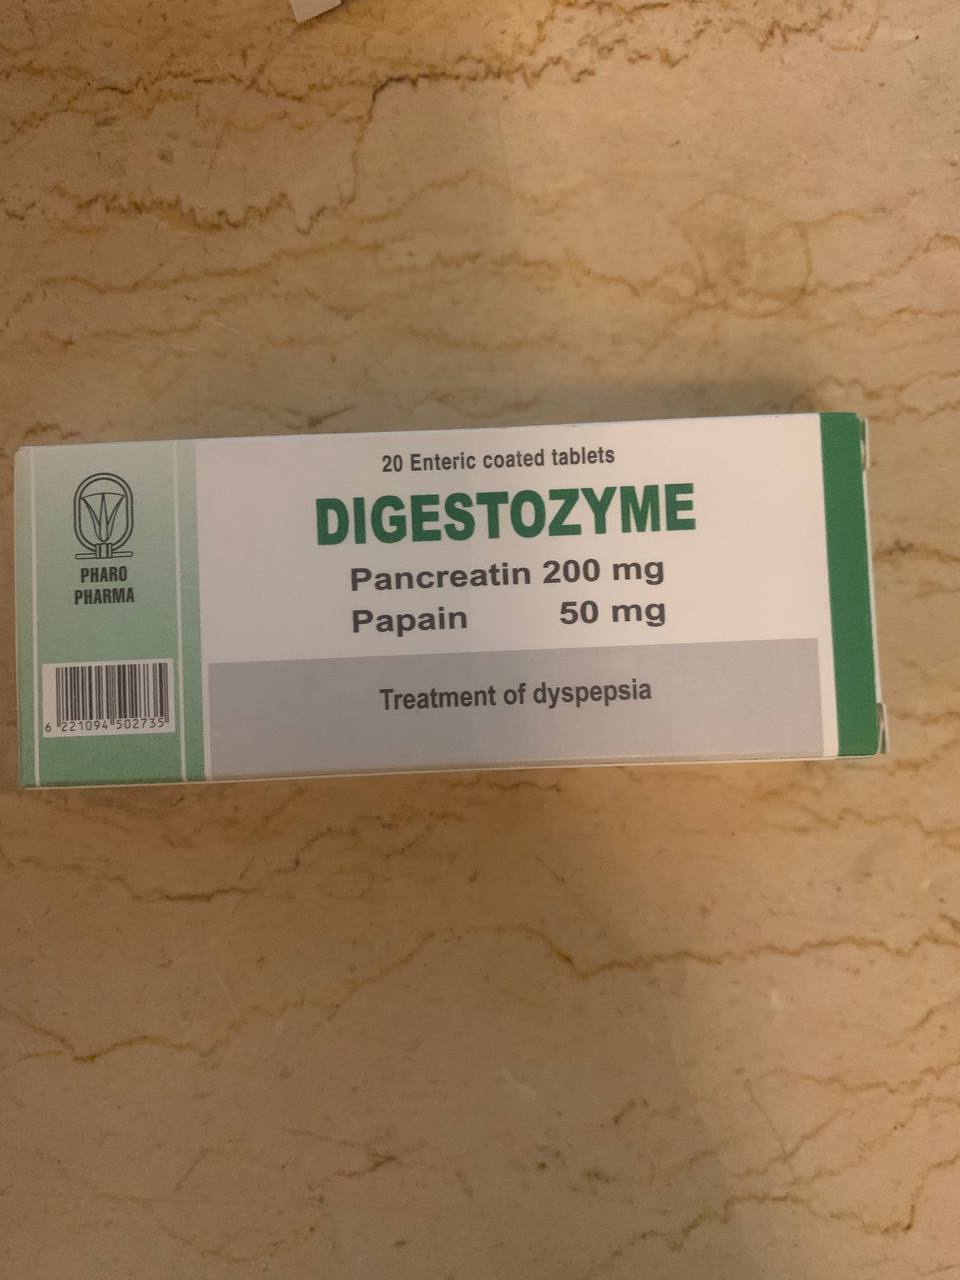 20 Enteric coated tablets
DIGESTOZYME
Pancreatin 200 mg
Papain 50 mg
Treatment of dyspepsia
PHARO
PHARMA
6 221094 502735